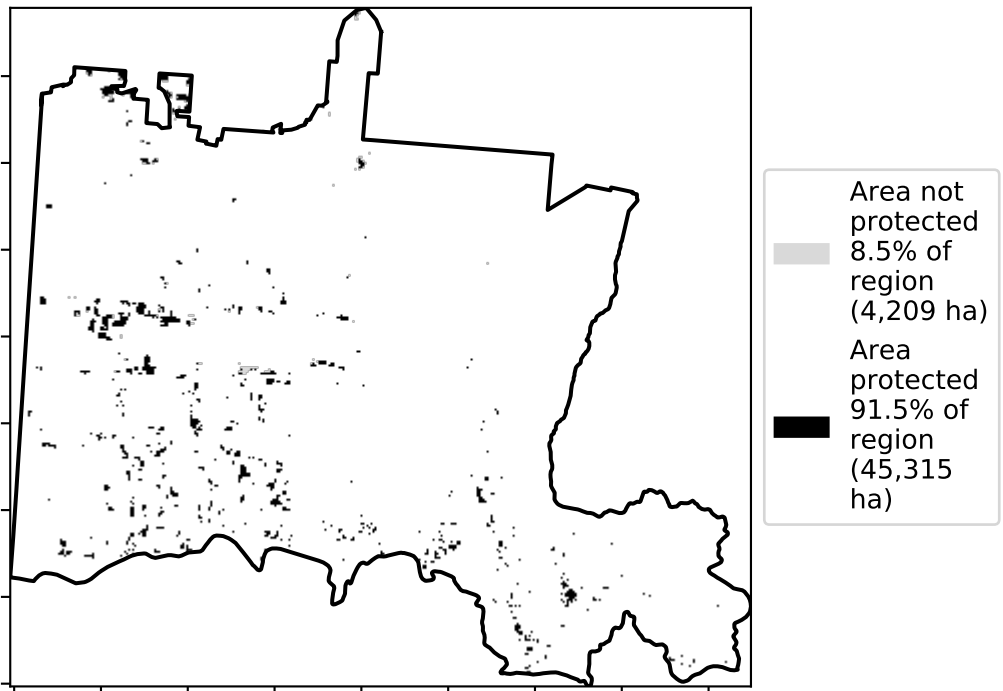 Area not
protected
8.5% of
region
(4,209 ha)
Area
protected
91.5% of
region
(45,315
ha)